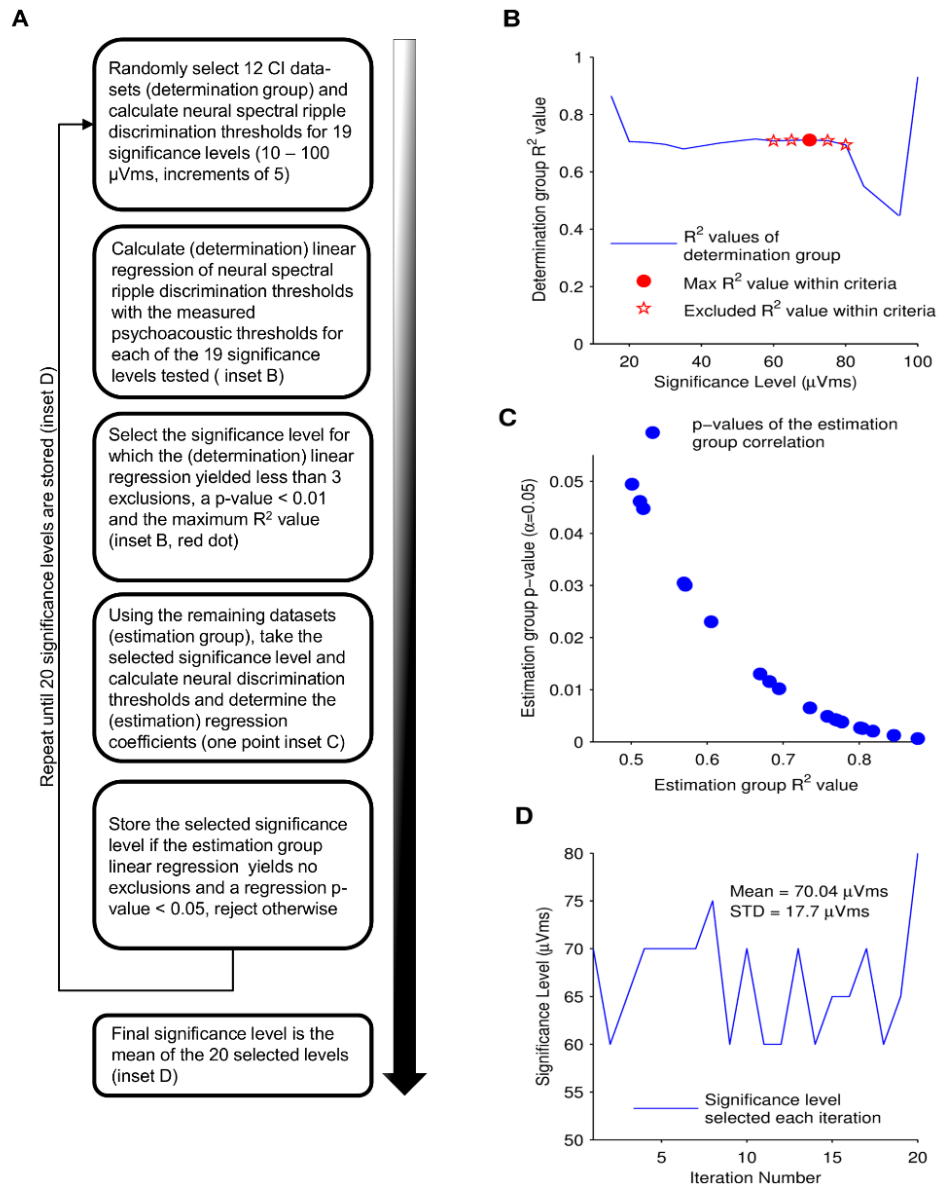 A
Randomly select 12 CI data-
sets (determination group) and
calculate neural spectral ripple
discrimination thresholds for 19
significance levels (10 – 100
µVms, increments of 5)
Calculate (determination) linear
regression of neural spectral
ripple discrimination thresholds
with the measured
psychoacoustic thresholds for
each of the 19 significance
levels tested ( inset B)
Select the significance level for
which the (determination) linear
regression yielded less than 3
exclusions, a p-value < 0.01
and the maximum R² value
(inset B, red dot)
Using the remaining datasets
(estimation group), take the
selected significance level and
calculate neural discrimination
thresholds and determine the
(estimation) regression
coefficients (one point inset C)
Store the selected significance
level if the estimation group
linear regression yields no
exclusions and a regression p-
value < 0.05, reject otherwise
Final significance level is the
mean of the 20 selected levels
(inset D)
Repeat until 20 significance levels are stored (inset D)
B
Determination group R² value
1
0.8
0.6
0.4
0.2
0
R² values of
determination group
Max R² value within criteria
Excluded R² value within criteria
20 40 60 80 100
Significance Level (µVms)
C
p−values of the estimation
group correlation
Estimation group p−value (α=0.05)
0.05
0.04
0.03
0.02
0.01
0
0.5 0.6 0.7 0.8
Estimation group R² value
D
Significance Level (µVms)
80
75
70
65
60
55
50
Mean = 70.04 µVms
STD = 17.7 µVms
Significance level
selected each iteration
5 10 15 20
Iteration Number